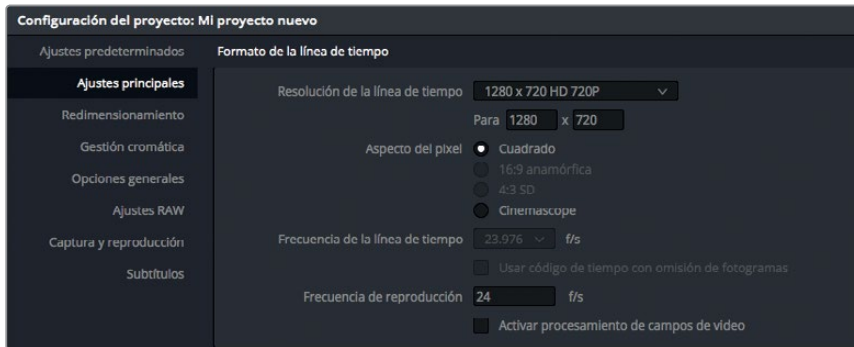 Configuración del proyecto: Mi proyecto nuevo
Ajustes predeterminados
Ajustes principales
Redimensionamiento
Gestión cromática
Opciones generales
Ajustes RAW
Captura y reproducción
Subtítulos
Formato de la línea de tiempo
Resolución de la línea de tiempo 1280 x 720 HD 720P
Para 1280 x 720
Aspecto del pixel Cuadrado
16:9 anamórfica
4:3 SD
Cinemascope
Frecuencia de la línea de tiempo 23.976 f/s
Usar código de tiempo con omisión de fotogramas
Frecuencia de reproducción 24 f/s
Activar procesamiento de campos de video